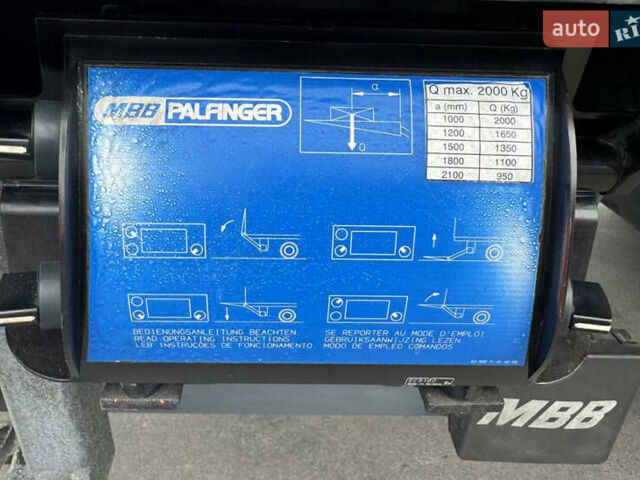 auto RIA
MBB PALFINGER
a
Q
Q max. 2000 Kg
a (mm) Q (Kg)
1000 2000
1200 1650
1500 1350
1800 1100
2100 950
BEDIENUNGSANLEITUNG BEACHTEN.
READ OPERATING INSTRUCTIONS.
LER INSTRUÇÕES DE FUNCIONAMENTO.
SE REPORTER AU MODE D'EMPLOI.
GEBRUIKSAANWIJZING LEZEN
MODO DE EMPLEO COMANDOS
MBB